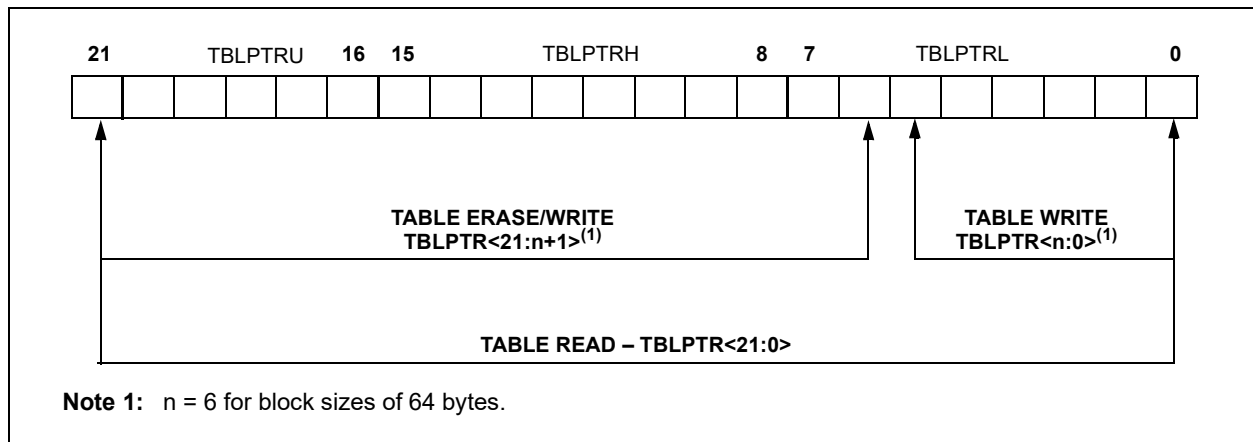 21 TBLPTRU 16 15 TBLPTRH 8 7 TBLPTRL 0
TABLE ERASE/WRITE
TBLPTR<21:n+1>(1)
TABLE WRITE
TBLPTR<n:0>(1)
TABLE READ – TBLPTR<21:0>
Note 1: n = 6 for block sizes of 64 bytes.